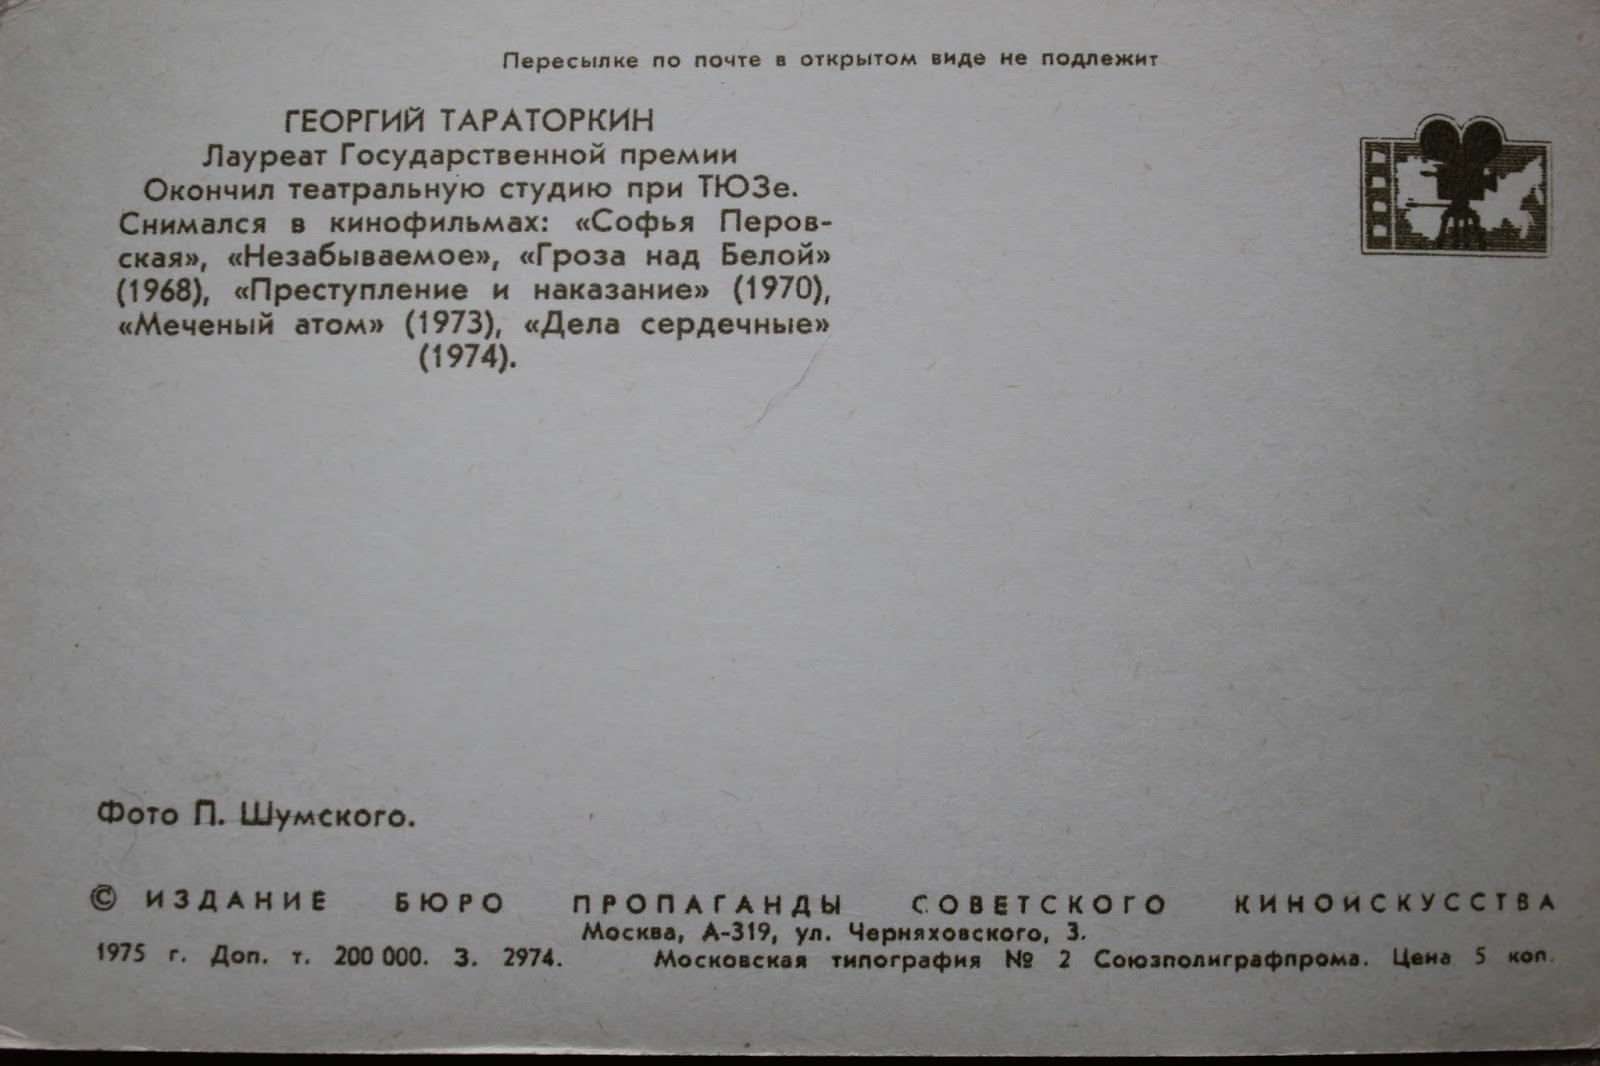 Пересылке по почте в открытом виде не подлежит
ГЕОРГИЙ ТАРАТОРКИН
Лауреат Государственной премии
Окончил театральную студию при ТЮЗе.
Снимался в кинофильмах: «Софья Перов-
ская», «Незабываемое», «Гроза над Белой»
(1968), «Преступление и наказание» (1970),
«Меченый атом» (1973), «Дела сердечные»
(1974).
Фото П. Шумского.
© ИЗДАНИЕ БЮРО ПРОПАГАНДЫ СОВЕТСКОГО КИНОИСКУССТВА
Москва, А-319, ул. Черняховского, 3.
1975 г. Доп. т. 200 000. З. 2974. Московская типография № 2 Союзполиграфпрома. Цена 5 коп.